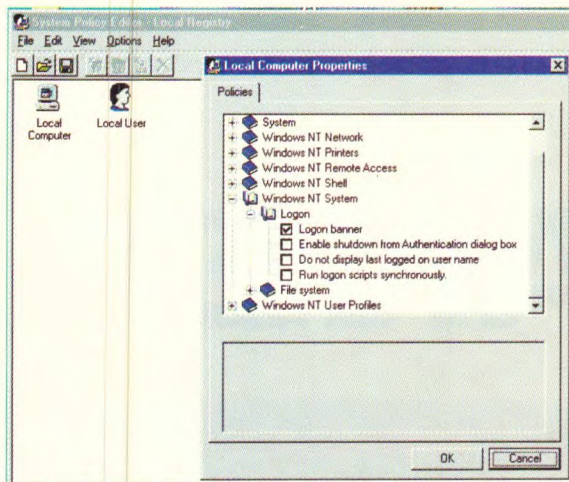 System Policy Editor - Local Registry
File Edit View Options Help
Local Computer Properties
Policies
Local
Computer
Local User
System
Windows NT Network
Windows NT Printers
Windows NT Remote Access
Windows NT Shell
Windows NT System
Logon
Logon banner
Enable shutdown from Authentication dialog box
Do not display last logged on user name
Run logon scripts synchronously.
File system
Windows NT User Profiles
OK
Cancel